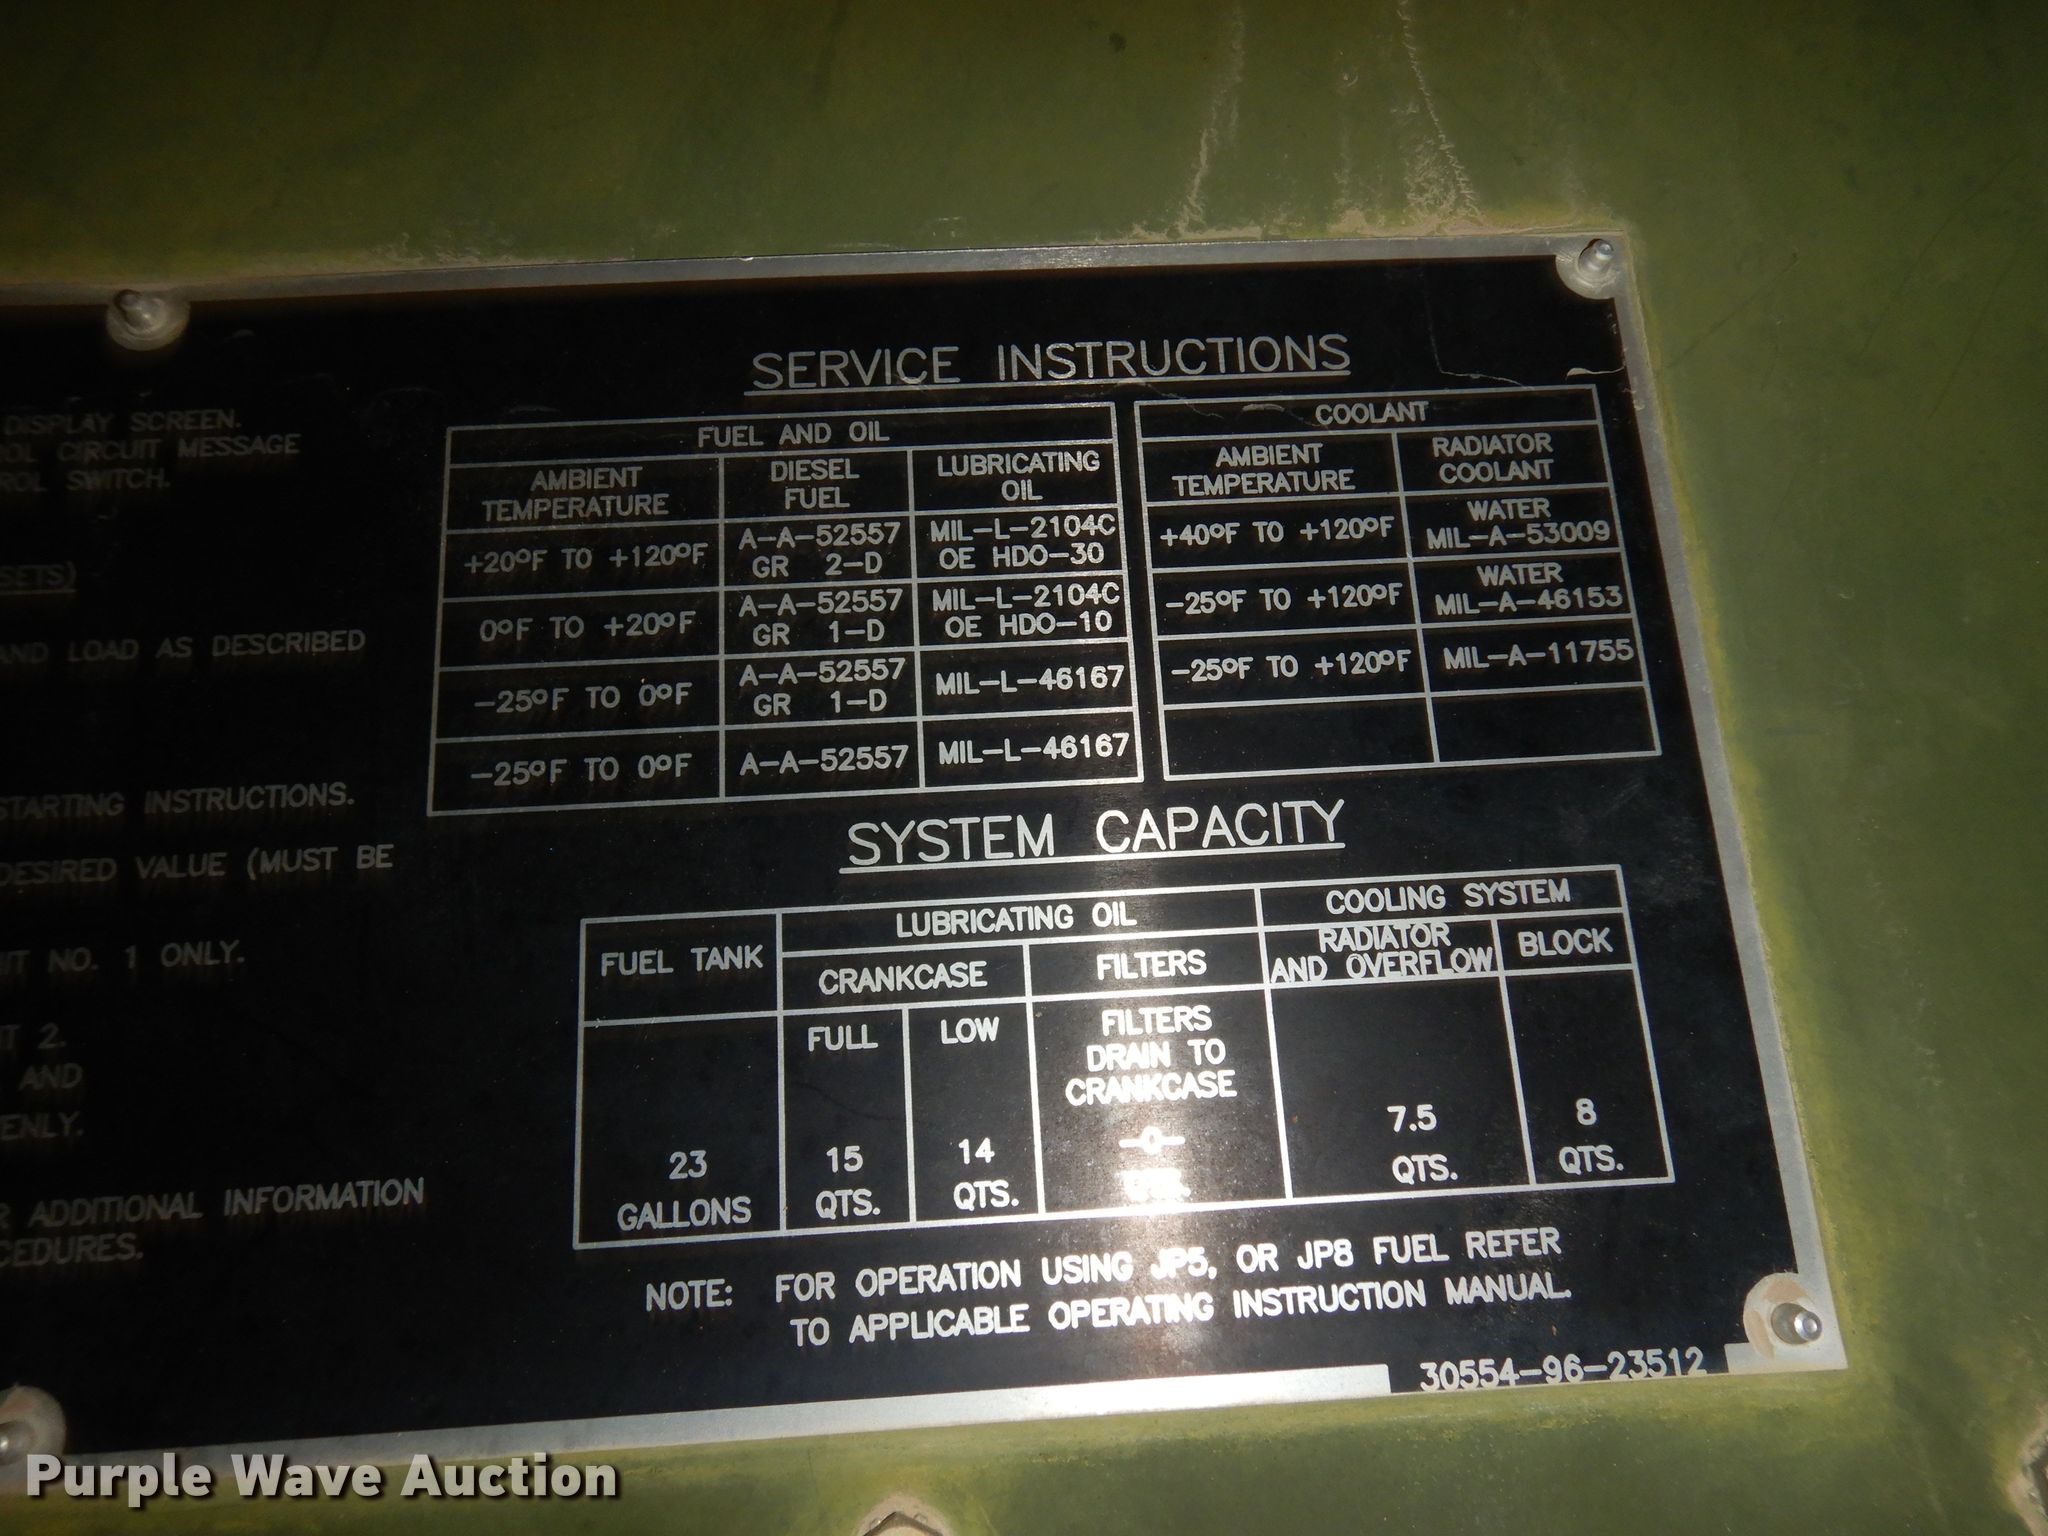 DISPLAY SCREEN.
CIRCUIT MESSAGE
SWITCH.
SETS)
AND LOAD AS DESCRIBED
STARTING INSTRUCTIONS.
DESIRED VALUE (MUST BE
NO. 1 ONLY.
2.
AND
ADDITIONAL INFORMATION
SERVICE INSTRUCTIONS
FUEL AND OIL
AMBIENT TEMPERATURE DIESEL FUEL LUBRICATING OIL
+20°F TO +120°F A-A-52557 GR 2-D MIL-L-2104C OE HDO-30
0°F TO +20°F A-A-52557 GR 1-D MIL-L-2104C OE HDO-10
-25°F TO 0°F A-A-52557 GR 1-D MIL-L-46167
-25°F TO 0°F A-A-52557 MIL-L-46167
COOLANT
AMBIENT TEMPERATURE RADIATOR COOLANT
+40°F TO +120°F WATER MIL-A-53009
-25°F TO +120°F WATER MIL-A-46153
-25°F TO +120°F MIL-A-11755
SYSTEM CAPACITY
FUEL TANK LUBRICATING OIL COOLING SYSTEM
CRANKCASE FILTERS RADIATOR AND OVERFLOW BLOCK
FULL LOW FILTERS DRAIN TO CRANKCASE
23 GALLONS 15 QTS. 14 QTS. -0- 7.5 QTS. 8 QTS.
NOTE: FOR OPERATION USING JP5, OR JP8 FUEL REFER
TO APPLICABLE OPERATING INSTRUCTION MANUAL.
30554-96-23512
Purple Wave Auction